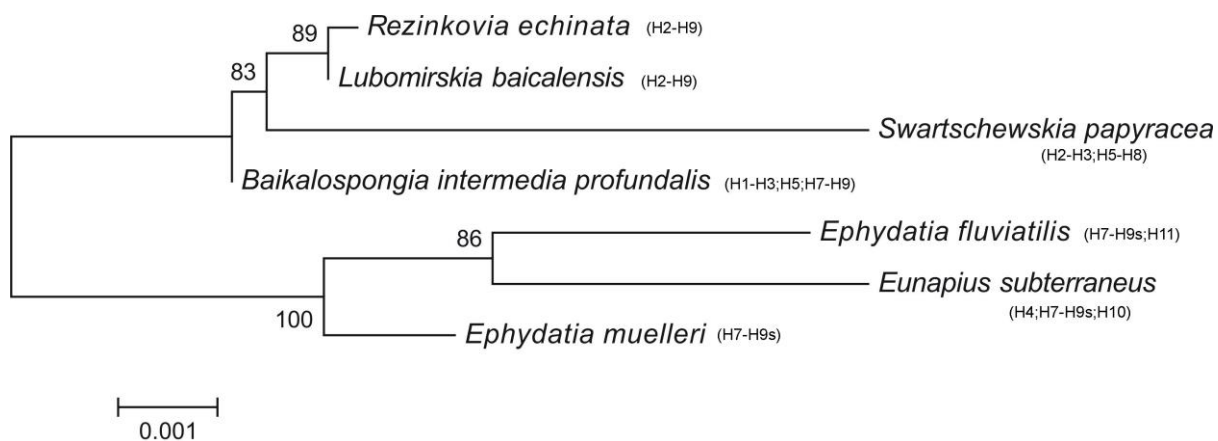 89
Rezinkovia echinata (H2-H9)
83
Lubomirskia baicalensis (H2-H9)
Swartschewskia papyracea
(H2-H3;H5-H8)
Baikalospongia intermedia profundalis (H1-H3;H5;H7-H9)
86
Ephydatia fluviatilis (H7-H9s;H11)
Eunapius subterraneus
(H4;H7-H9s;H10)
100
Ephydatia muelleri (H7-H9s)
0.001